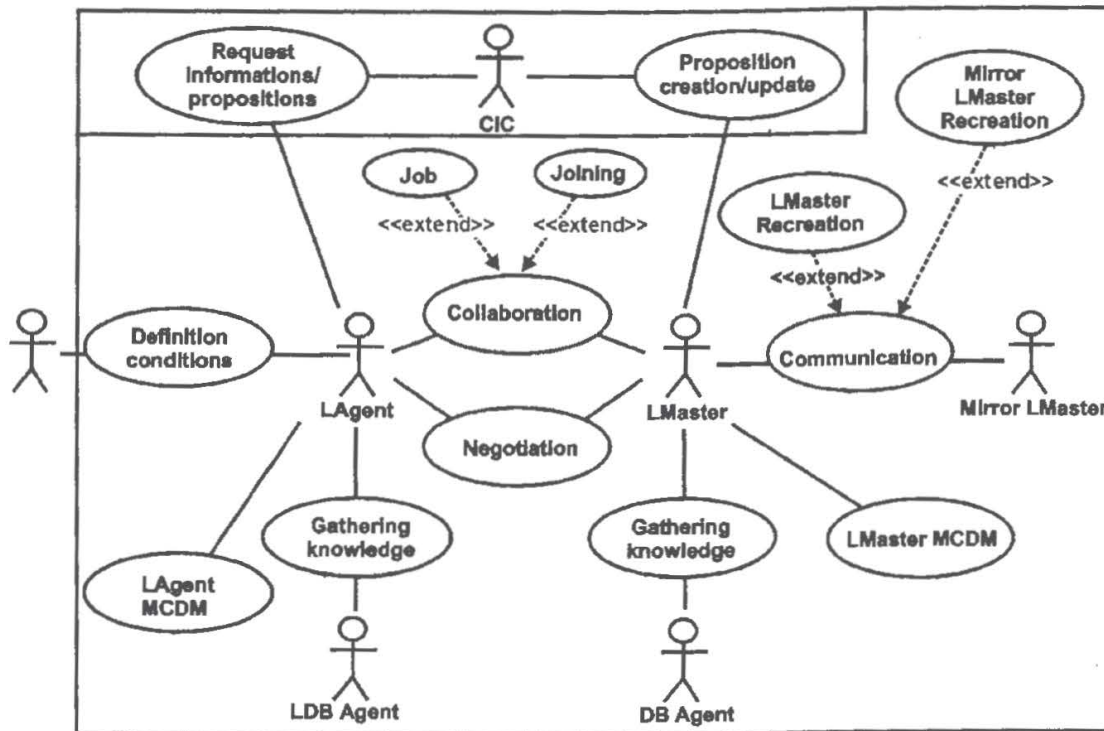 Request
informations/
propositions
CIC
Proposition
creation/update
Mirror
LMaster
Recreation
Job
Joining
<<extend>>
<<extend>>
<<extend>>
LMaster
Recreation
<<extend>>
Collaboration
Definition
conditions
Communication
LAgent
LMaster
Mirror LMaster
Negotiation
Gathering
knowledge
Gathering
knowledge
LMaster MCDM
LAgent
MCDM
LDB Agent
DB Agent